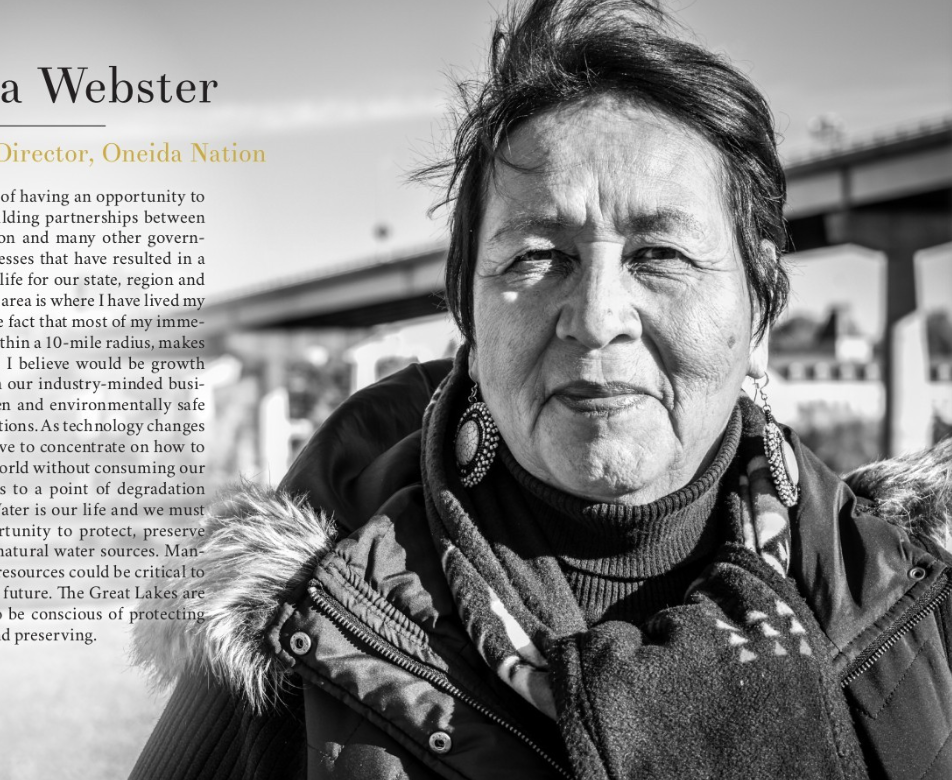 a Webster
Director, Oneida Nation
of having an opportunity to
lding partnerships between
on and many other govern-
esses that have resulted in a
life for our state, region and
area is where I have lived my
e fact that most of my imme-
thin a 10-mile radius, makes
I believe would be growth
n our industry-minded busi-
en and environmentally safe
tions. As technology changes
ve to concentrate on how to
orld without consuming our
s to a point of degradation
Water is our life and we must
rtunity to protect, preserve
natural water sources. Man-
resources could be critical to
future. The Great Lakes are
o be conscious of protecting
nd preserving.